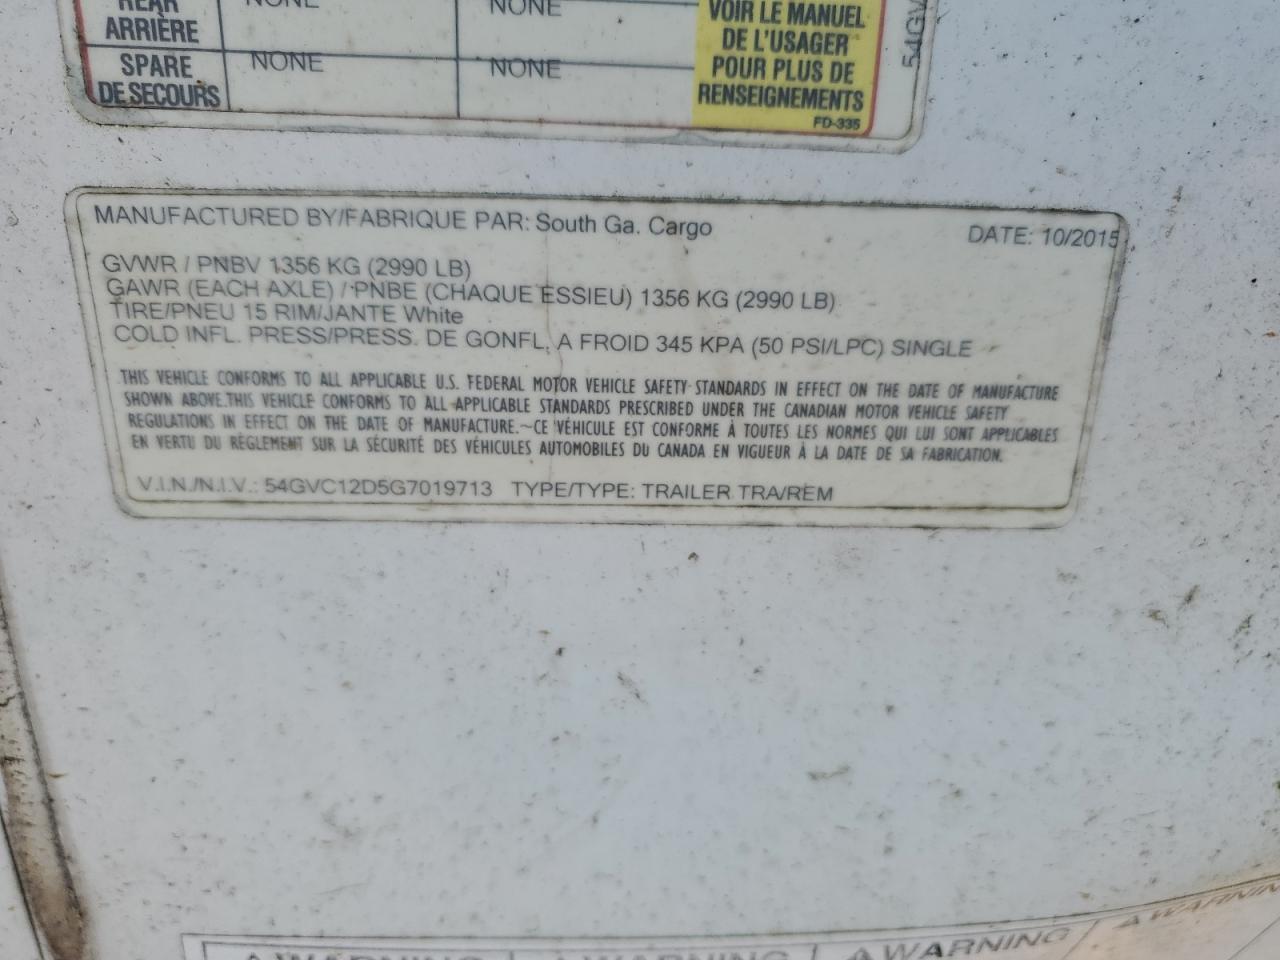 REAR NONE NONE VOIR LE MANUEL
ARRIÈRE DE L'USAGER
SPARE NONE NONE POUR PLUS DE
DE SECOURS RENSEIGNEMENTS
FD-335
54GV
MANUFACTURED BY/FABRIQUE PAR: South Ga. Cargo DATE: 10/2015
GVWR / PNBV 1356 KG (2990 LB)
GAWR (EACH AXLE) / PNBE (CHAQUE ESSIEU) 1356 KG (2990 LB)
TIRE/PNEU 15 RIM/JANTE White
COLD INFL. PRESS/PRESS. DE GONFL, A FROID 345 KPA (50 PSI/LPC) SINGLE
THIS VEHICLE CONFORMS TO ALL APPLICABLE U.S. FEDERAL MOTOR VEHICLE SAFETY STANDARDS IN EFFECT ON THE DATE OF MANUFACTURE
SHOWN ABOVE.THIS VEHICLE CONFORMS TO ALL APPLICABLE STANDARDS PRESCRIBED UNDER THE CANADIAN MOTOR VEHICLE SAFETY
REGULATIONS IN EFFECT ON THE DATE OF MANUFACTURE.~CE VÉHICULE EST CONFORME À TOUTES LES NORMES QUI LUI SONT APPLICABLES
EN VERTU DU RÈGLEMENT SUR LA SÉCURITÉ DES VÉHICULES AUTOMOBILES DU CANADA EN VIGUEUR À LA DATE DE SA FABRICATION.
V.I.N./N.I.V.: 54GVC12D5G7019713 TYPE/TYPE: TRAILER TRA/REM
WARNING WARNING WARNING WARNING